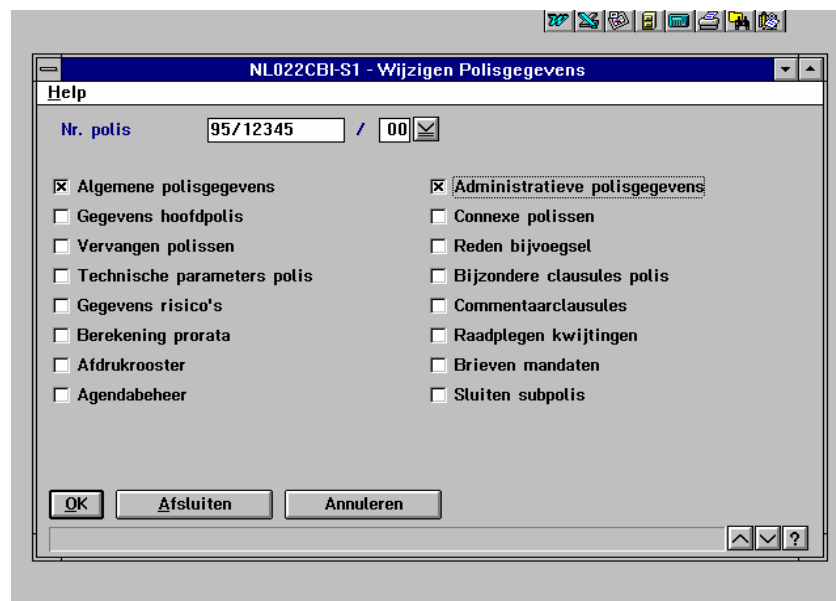 NL022CBI-S1 - Wijzigen Polisgegevens
Help
Nr. polis 95/12345 / 00
Algemene polisgegevens Administratieve polisgegevens
Gegevens hoofdpolis Connexe polissen
Vervangen polissen Reden bijvoegsel
Technische parameters polis Bijzondere clausules polis
Gegevens risico's Commentaarclausules
Berekening prorata Raadplegen kwijtingen
Afdrukrooster Brieven mandaten
Agendabeheer Sluiten subpolis
OK Afsluiten Annuleren
?